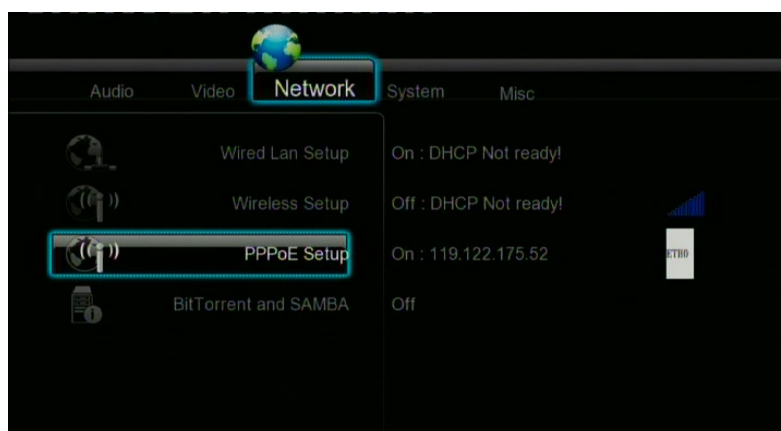 Audio Video Network System Misc
Wired Lan Setup On : DHCP Not ready!
Wireless Setup Off : DHCP Not ready!
PPPoE Setup On : 119.122.175.52
ETH0
BitTorrent and SAMBA Off